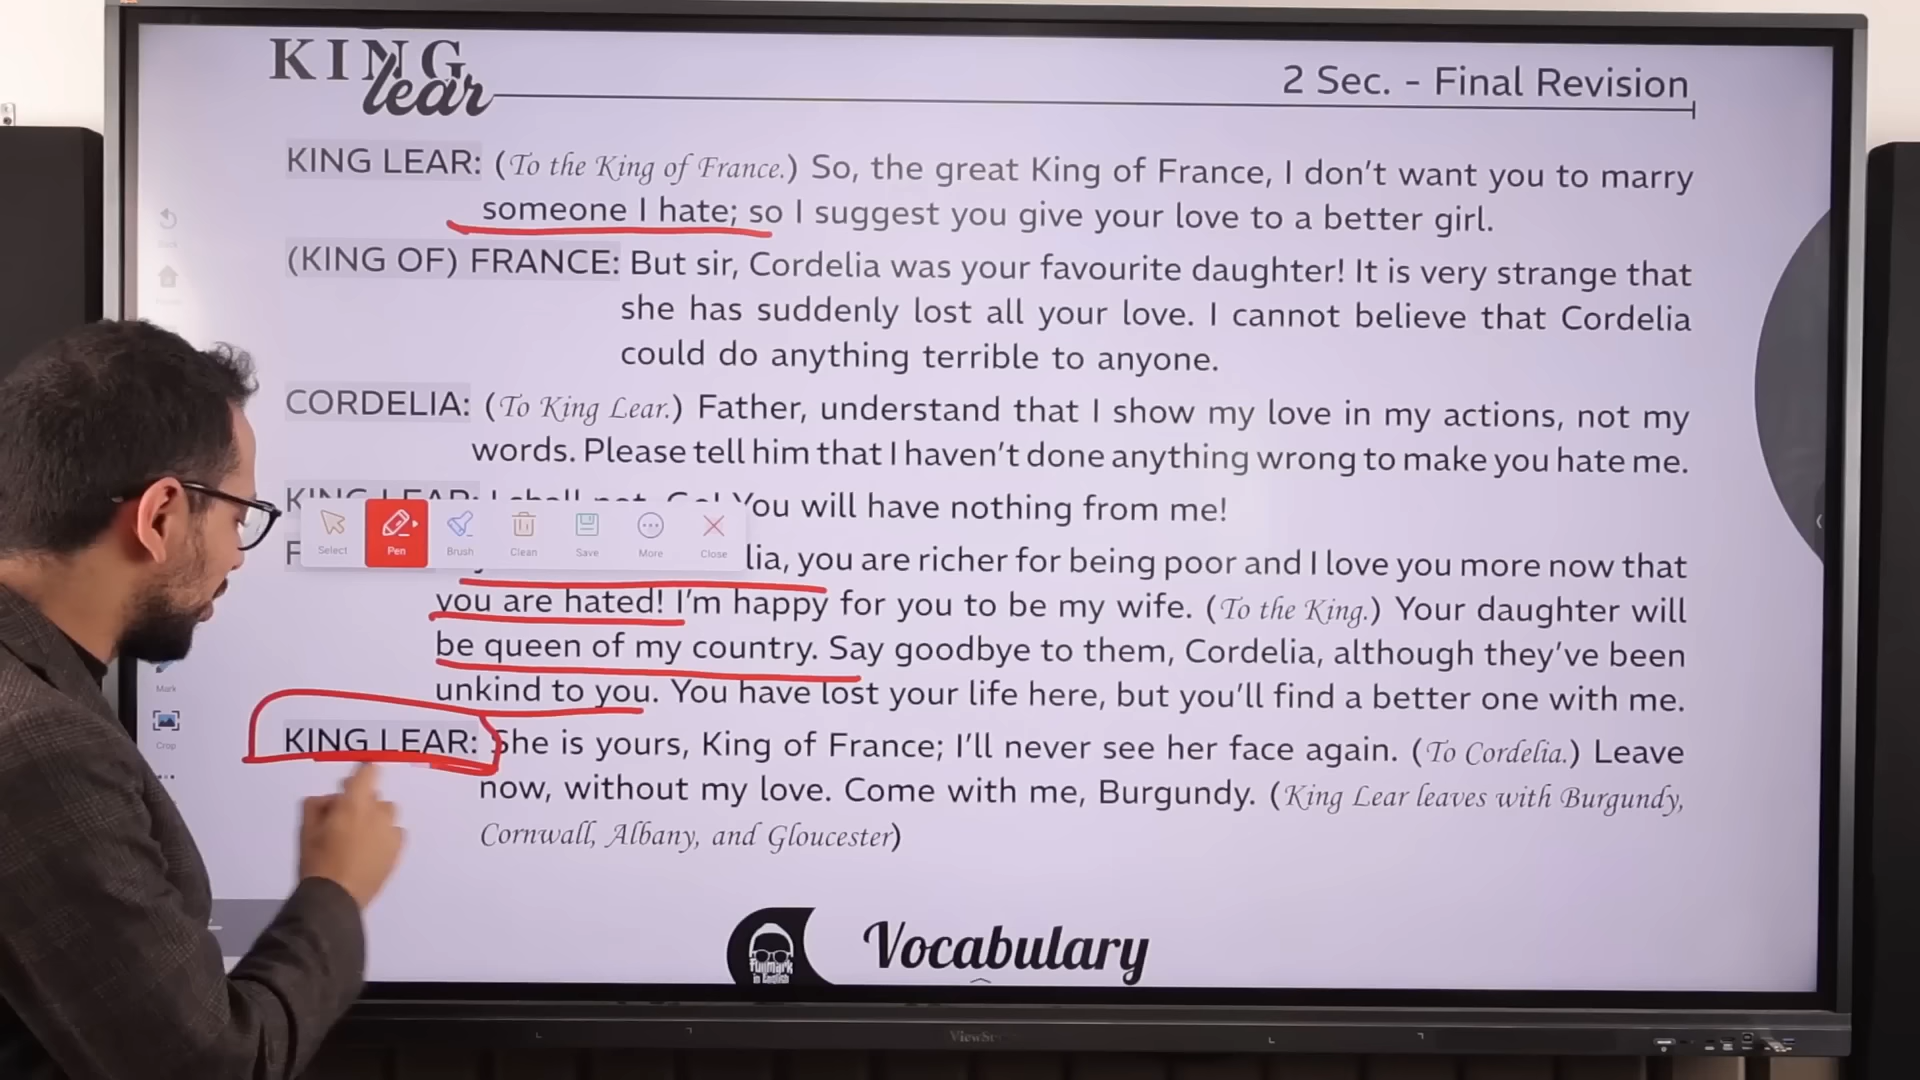 KING
lear
2 Sec. - Final Revision
KING LEAR: (To the King of France.) So, the great King of France, I don't want you to marry
someone I hate; so I suggest you give your love to a better girl.
(KING OF) FRANCE: But sir, Cordelia was your favourite daughter! It is very strange that
she has suddenly lost all your love. I cannot believe that Cordelia
could do anything terrible to anyone.
CORDELIA: (To King Lear.) Father, understand that I show my love in my actions, not my
words. Please tell him that I haven't done anything wrong to make you hate me.
KING LEAR: I shall not. Go! You will have nothing from me!
Select Pen Brush Clean Save More Close
lia, you are richer for being poor and I love you more now that
you are hated! I'm happy for you to be my wife. (To the King.) Your daughter will
be queen of my country. Say goodbye to them, Cordelia, although they've been
unkind to you. You have lost your life here, but you'll find a better one with me.
Mark
Crop
KING LEAR: She is yours, King of France; I'll never see her face again. (To Cordelia.) Leave
now, without my love. Come with me, Burgundy. (King Lear leaves with Burgundy,
Cornwall, Albany, and Gloucester)
fullmark
in English
Vocabulary